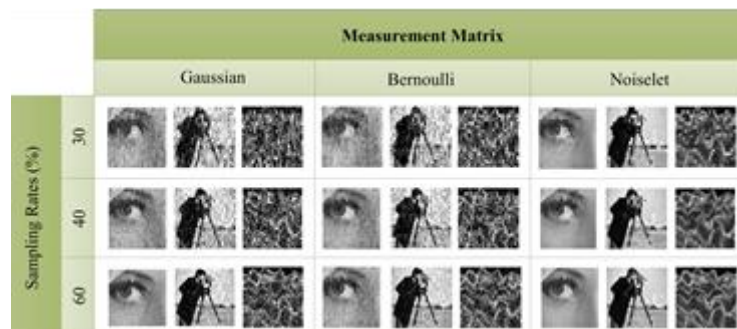 Measurement Matrix
Gaussian Bernoulli Noiselet
Sampling Rates (%)
30
40
60